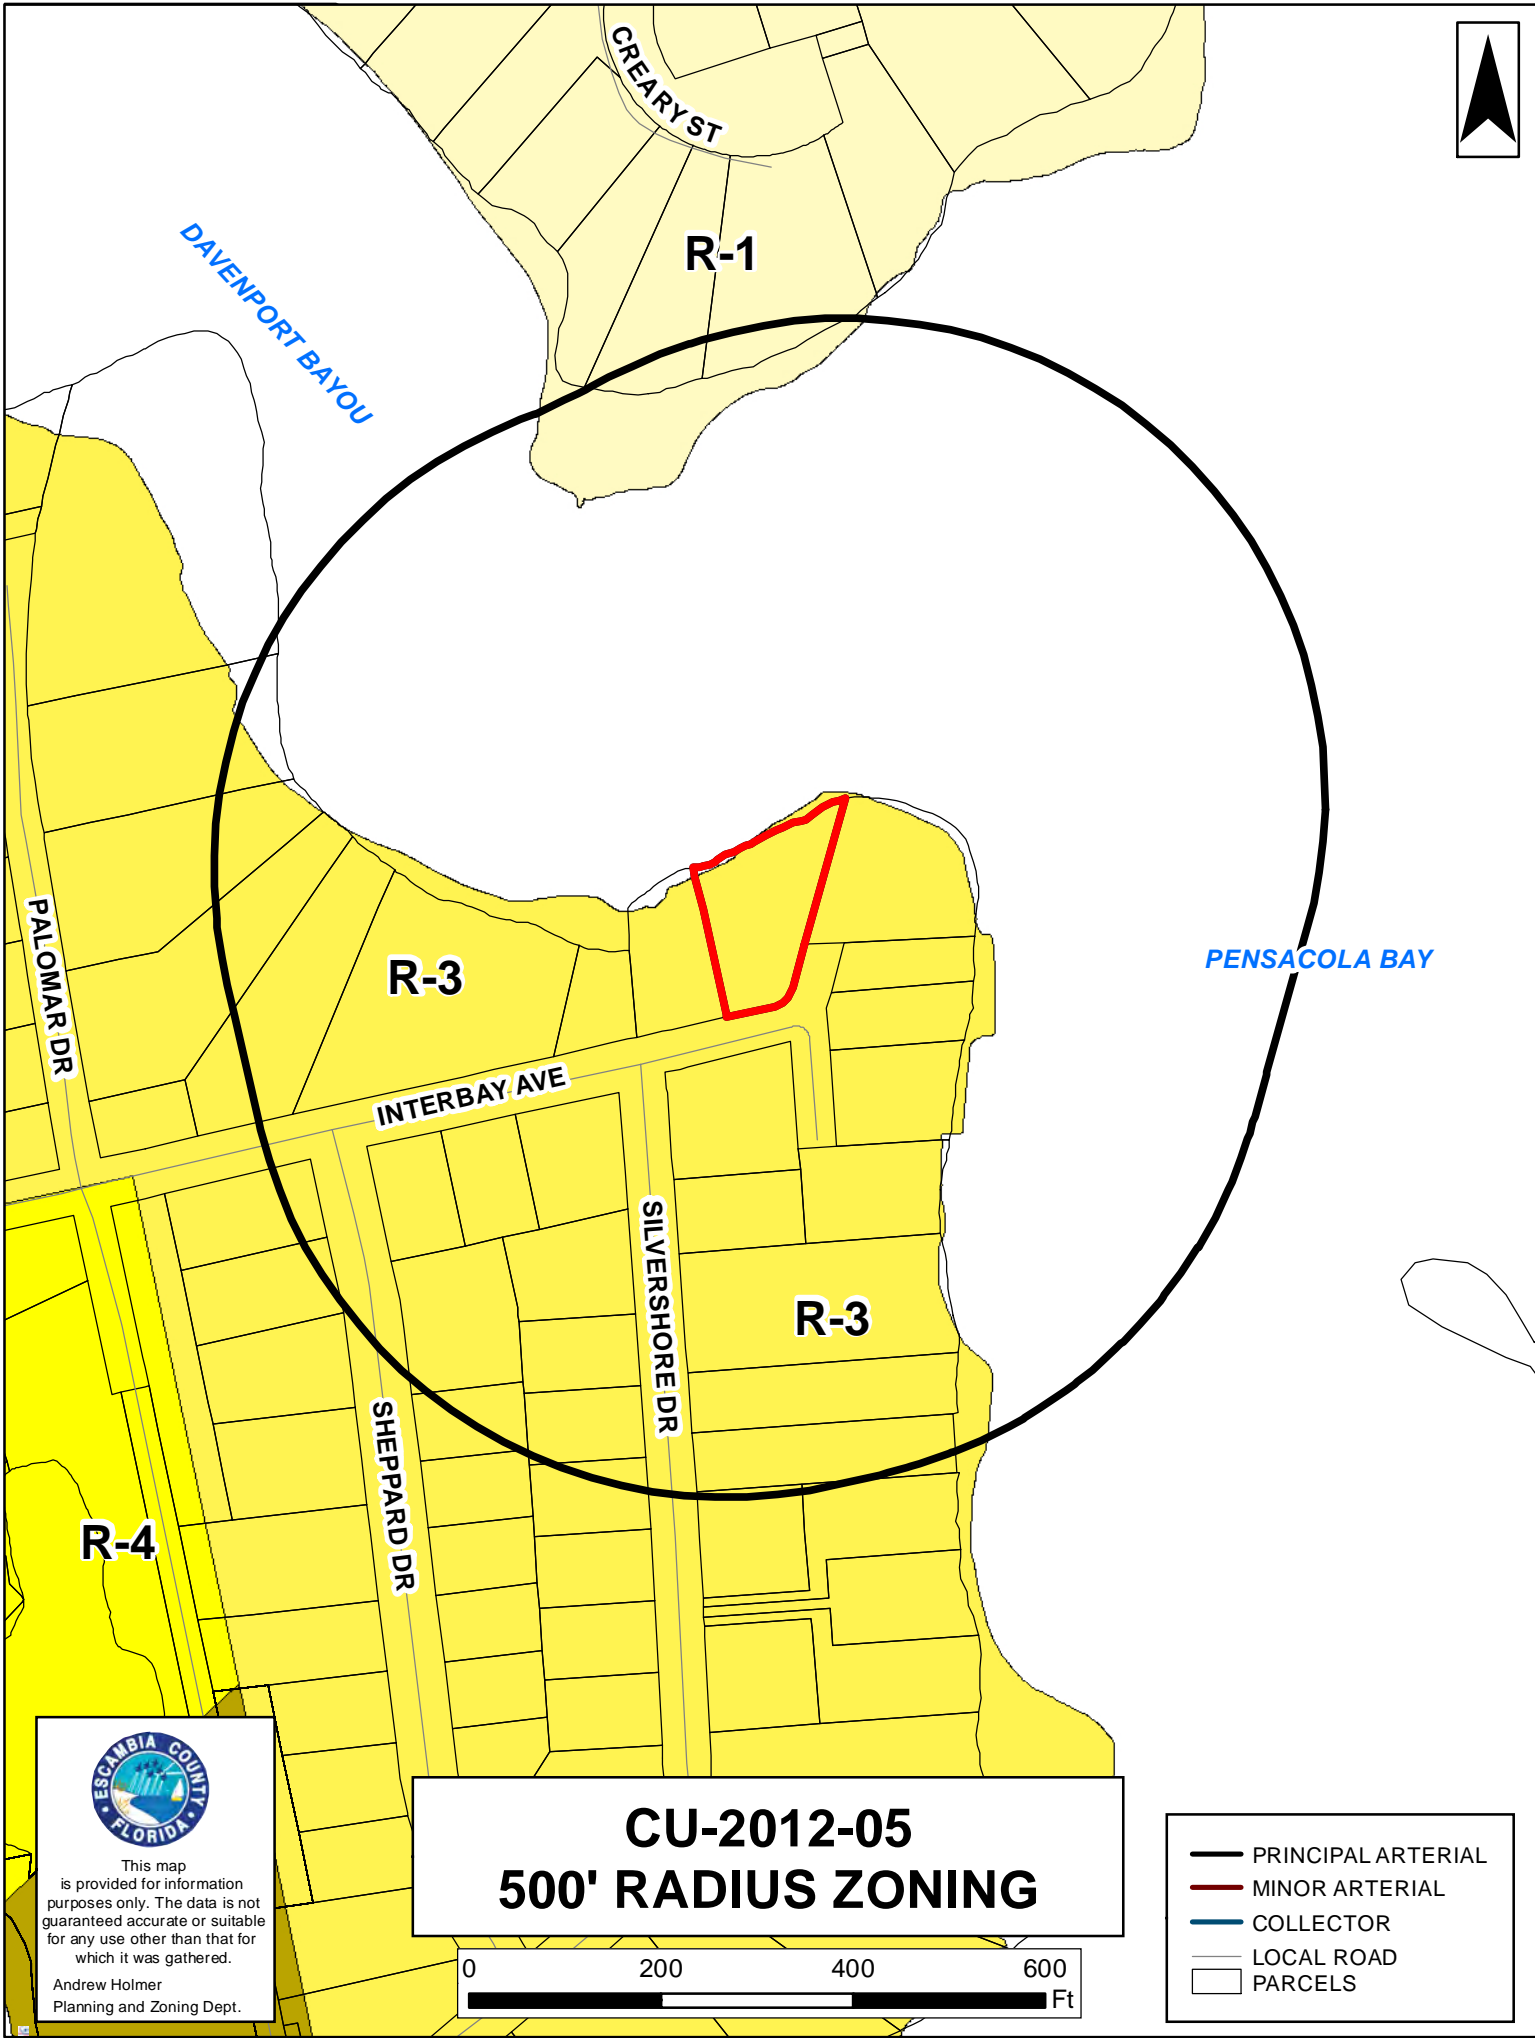 CREARY ST
R-1
DAVENPORT BAYOU
PALOMAR DR
R-3
PENSACOLA BAY
INTERBAY AVE
SILVERSHORE DR
R-3
SHEPPARD DR
R-4
ESCAMBIA COUNTY
FLORIDA
This map
is provided for information
purposes only. The data is not
guaranteed accurate or suitable
for any use other than that for
which it was gathered.
Andrew Holmer
Planning and Zoning Dept.
CU-2012-05
500' RADIUS ZONING
0 200 400 600
Ft
PRINCIPAL ARTERIAL
MINOR ARTERIAL
COLLECTOR
LOCAL ROAD
PARCELS